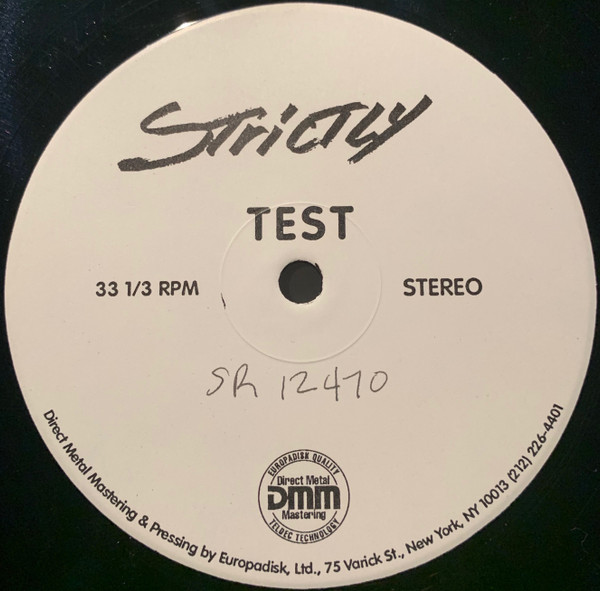 Strictly
TEST
33 1/3 RPM
STEREO
SR 12470
EUROPADISK QUALITY
Direct Metal
DMM
Mastering
TELDEC TECHNOLOGY
Direct Metal Mastering & Pressing by Europadisk, Ltd., 75 Varick St., New York, NY 10013 (212) 226-4401